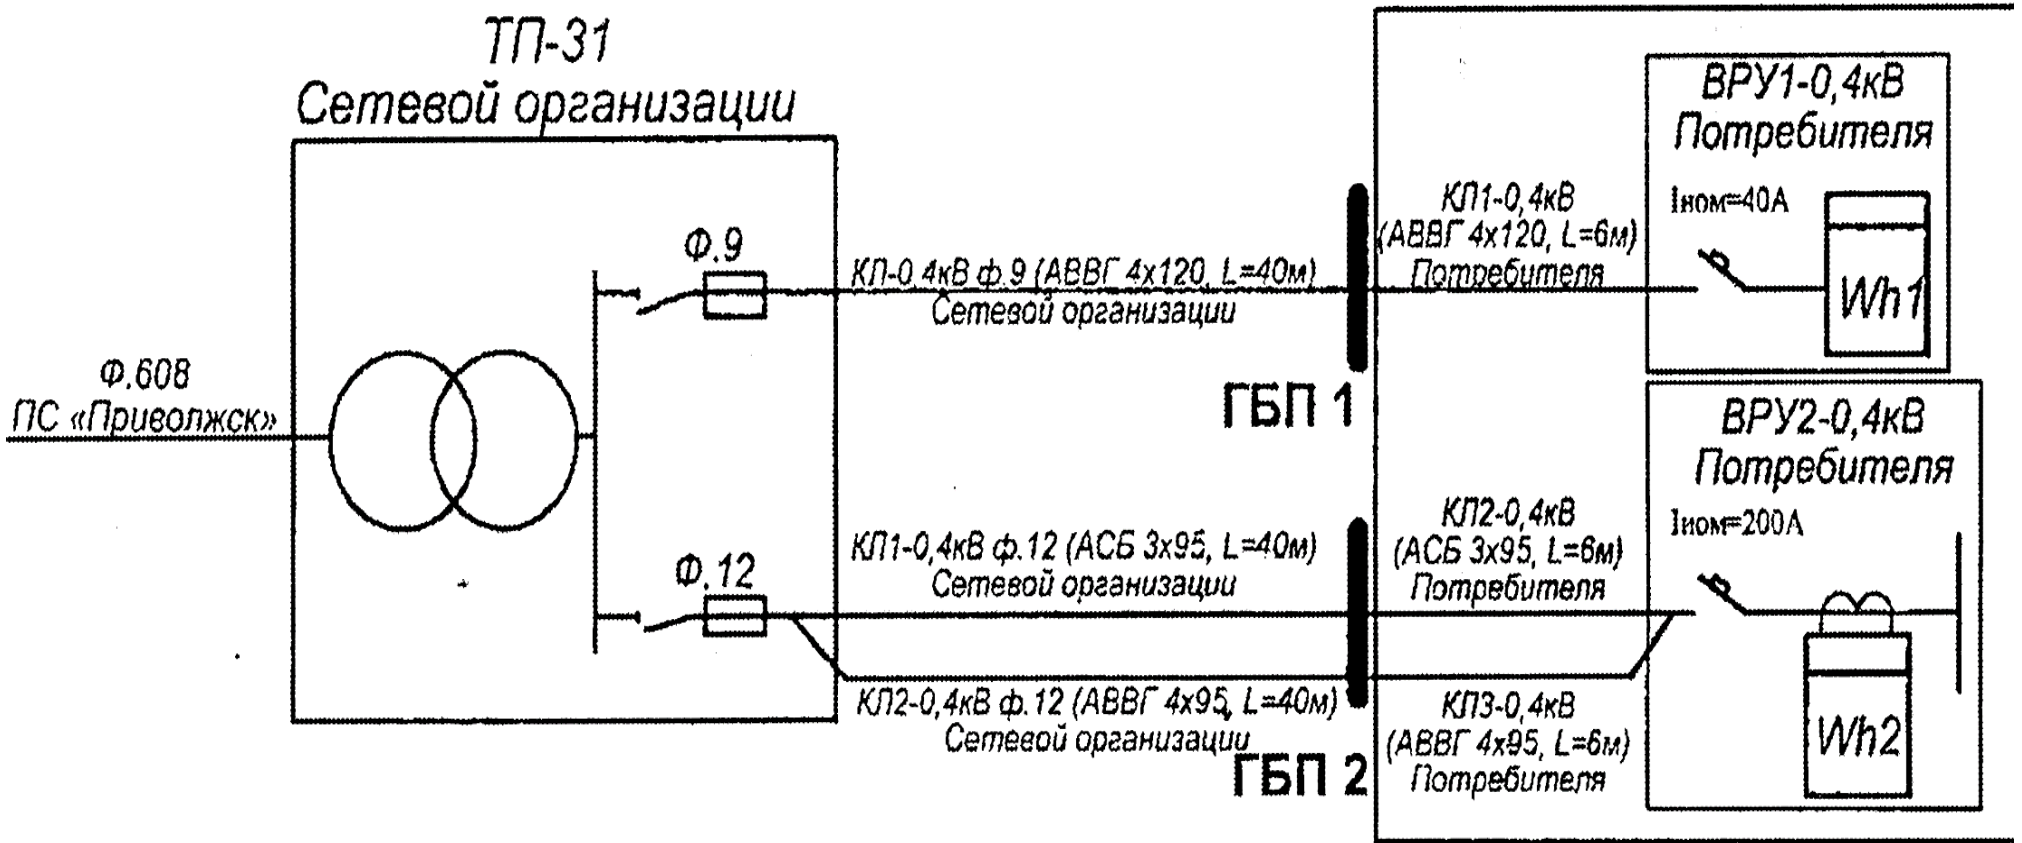 ТП-31
Сетевой организации
Ф.608
ПС «Приволжск»
Ф.9
КЛ-0,4кВ ф.9 (АВВГ 4х120, L=40м)
Сетевой организации
ГБП 1
КЛ1-0,4кВ
(АВВГ 4х120, L=6м)
Потребителя
ВРУ1-0,4кВ
Потребителя
Iном=40А
Wh1
Ф.12
КЛ1-0,4кВ ф.12 (АСБ 3х95, L=40м)
Сетевой организации
КЛ2-0,4кВ ф.12 (АВВГ 4х95, L=40м)
Сетевой организации
ГБП 2
КЛ2-0,4кВ
(АСБ 3х95, L=6м)
Потребителя
КЛ3-0,4кВ
(АВВГ 4х95, L=6м)
Потребителя
ВРУ2-0,4кВ
Потребителя
Iном=200А
Wh2